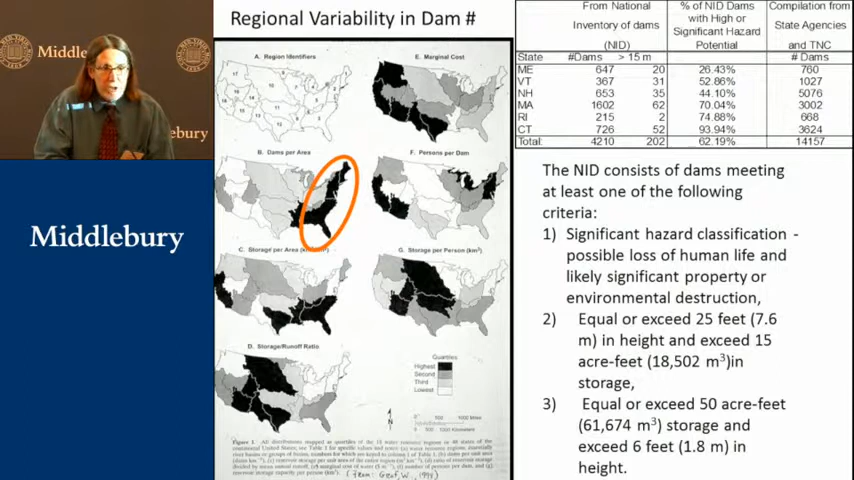 Middlebury
lebury
Middlebury
Regional Variability in Dam #
A. Region Identifiers
E. Marginal Cost
B. Dams per Area
F. Persons per Dam
C. Storage per Area
G. Storage per Person (km³)
D. Storage/Runoff Ratio
Quartiles
Highest
Second
Third
Lowest
N
(From: Graf, W., 1999)
From National
Inventory of dams
(NID)
% of NID Dams
with High or
Significant Hazard
Potential
Compilation from
State Agencies
and TNC
State #Dams > 15 m # Dams
ME 647 20 26.43% 760
VT 367 31 52.86% 1027
NH 653 35 44.10% 5076
MA 1602 62 70.04% 3002
RI 215 2 74.88% 668
CT 726 52 93.94% 3624
Total: 4210 202 62.19% 14157
The NID consists of dams meeting
at least one of the following
criteria:
1) Significant hazard classification -
possible loss of human life and
likely significant property or
environmental destruction,
2) Equal or exceed 25 feet (7.6
m) in height and exceed 15
acre-feet (18,502 m³)in
storage,
3) Equal or exceed 50 acre-feet
(61,674 m³) storage and
exceed 6 feet (1.8 m) in
height.